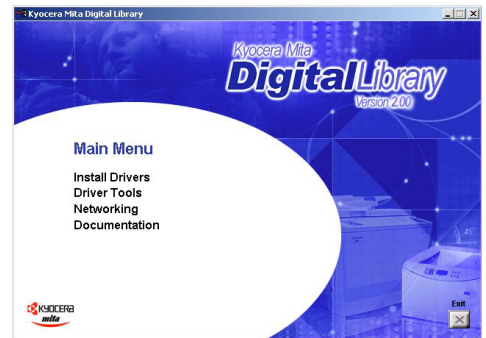 Kyocera Mita Digital Library
Kyocera Mita
DigitalLibrary
Version 2.00
Main Menu
Install Drivers
Driver Tools
Networking
Documentation
KYOCERA
mita
Exit